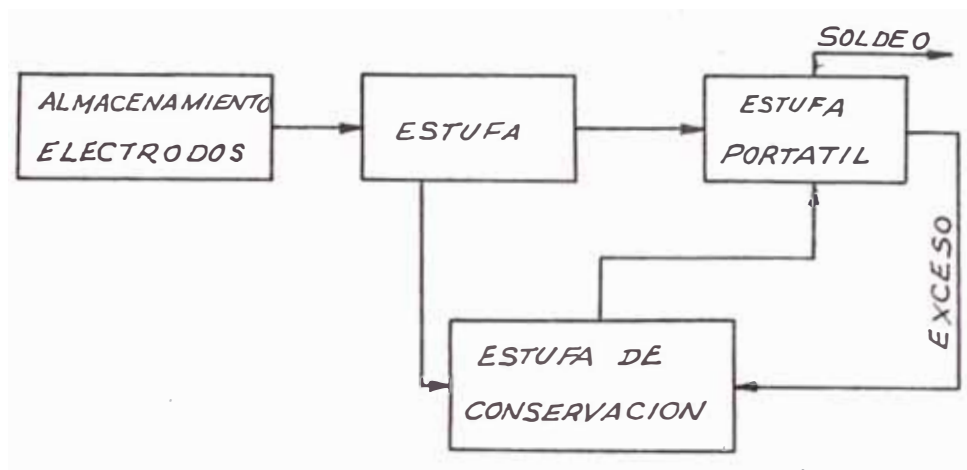 SOLDEO
ALMACENAMIENTO
ELECTRODOS
ESTUFA
ESTUFA
PORTATIL
EXCESO
ESTUFA DE
CONSERVACION